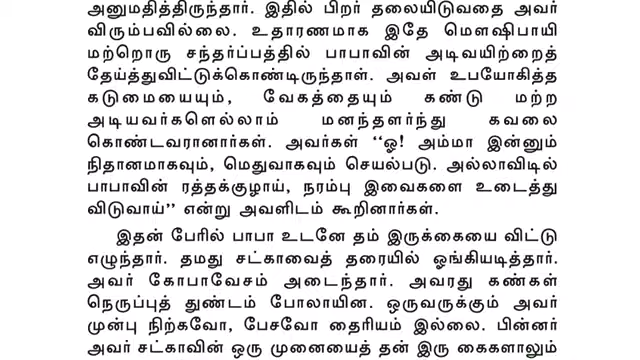 அனுமதித்திருந்தார். இதில் பிறர் தலையிடுவதை அவர்
விரும்பவில்லை. உதாரணமாக இதே மௌஷிபாயி
மற்றொரு சந்தர்ப்பத்தில் பாபாவின் அடிவயிற்றைத்
தேய்த்துவிட்டுக்கொண்டிருந்தாள். அவள் உபயோகித்த
கடுமையையும், வேகத்தையும் கண்டு மற்ற
அடியவர்களெல்லாம் மனந்தளர்ந்து கவலை
கொண்டவரானார்கள். அவர்கள் “ஓ! அம்மா இன்னும்
நிதானமாகவும், மெதுவாகவும் செயல்படு. அல்லாவிடில்
பாபாவின் ரத்தக்குழாய், நரம்பு இவைகளை உடைத்து
விடுவாய்” என்று அவளிடம் கூறினார்கள்.
இதன் பேரில் பாபா உடனே தம் இருக்கையை விட்டு
எழுந்தார். தமது சட்காவைத் தரையில் ஓங்கியடித்தார்.
அவர் கோபாவேசம் அடைந்தார். அவரது கண்கள்
நெருப்புத் துண்டம் போலாயின. ஒருவருக்கும் அவர்
முன்பு நிற்கவோ, பேசவோ தைரியம் இல்லை. பின்னர்
அவர் சட்காவின் ஒரு முனையைத் தன் இரு கைகளாலும்